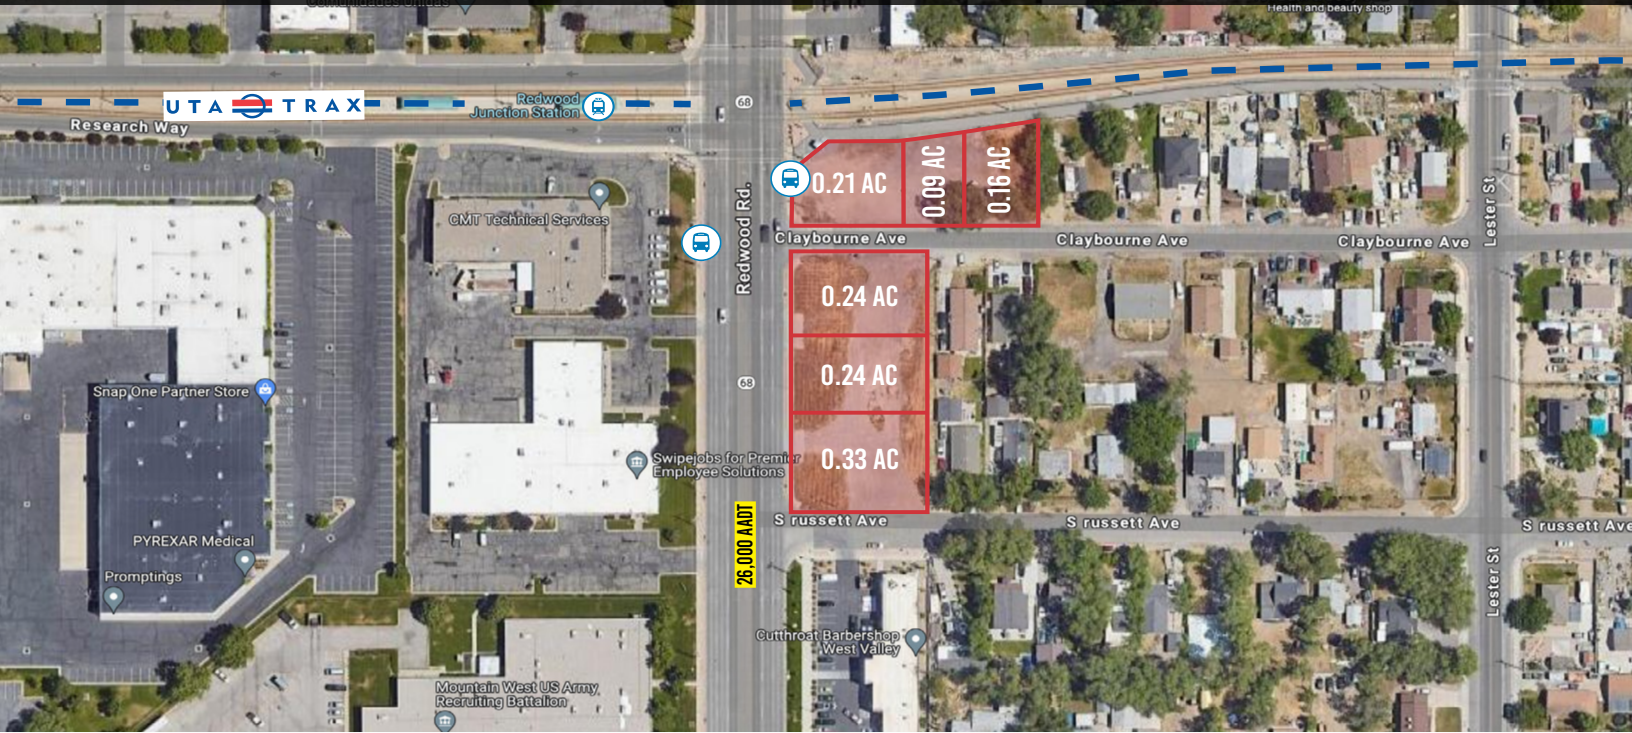 Comunidades Unidas
Health and beauty shop
UTA TRAX
Redwood
Junction Station
68
Research Way
0.21 AC
0.09 AC
0.16 AC
CMT Technical Services
Redwood Rd.
Lester St
Claybourne Ave
Claybourne Ave
Claybourne Ave
0.24 AC
0.24 AC
68
Snap One Partner Store
0.33 AC
Swipejobs for Premier
Employee Solutions
26,000 AADT
S russett Ave
S russett Ave
S russett Ave
PYREXAR Medical
Promptings
Lester St
Cutthroat Barbershop
West Valley
Mountain West US Army
Recruiting Battalion